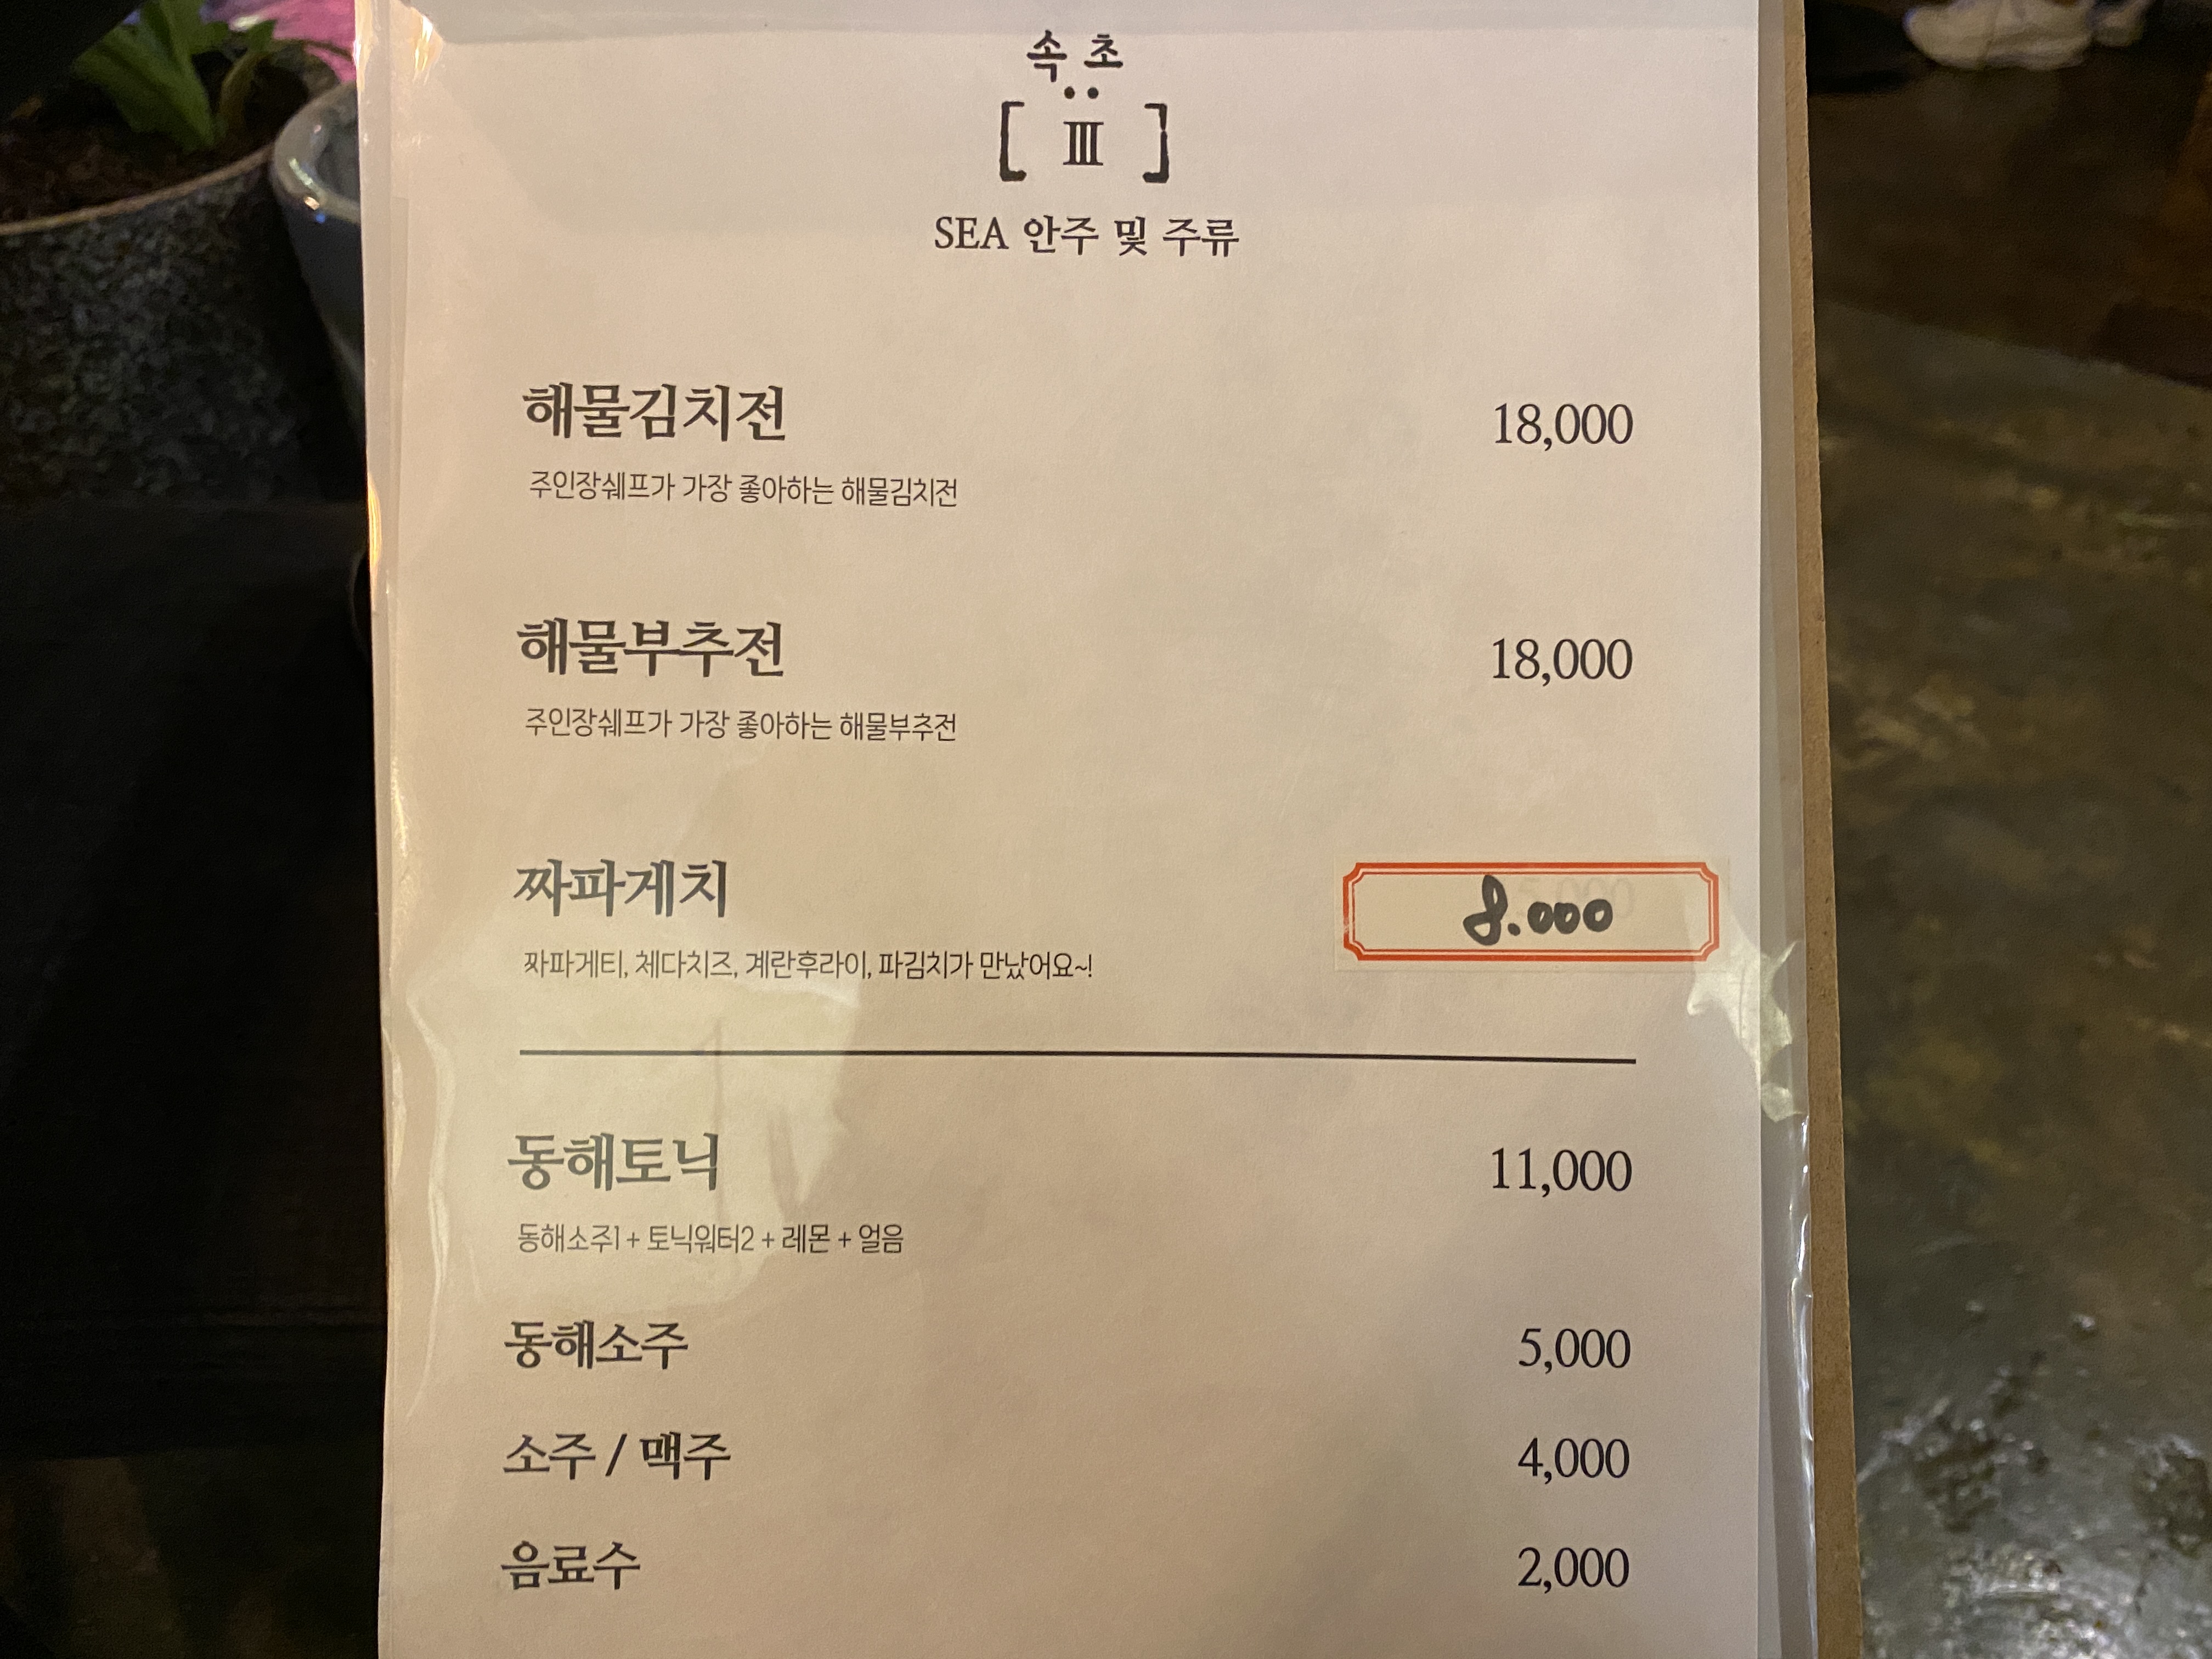 속초
[ Ⅲ ]
SEA 안주 및 주류
해물김치전 18,000
주인장쉐프가 가장 좋아하는 해물김치전
해물부추전 18,000
주인장쉐프가 가장 좋아하는 해물부추전
짜파게치 8.000
짜파게티, 체다치즈, 계란후라이, 파김치가 만났어요~!
동해토닉 11,000
동해소주1 + 토닉워터2 + 레몬 + 얼음
동해소주 5,000
소주 / 맥주 4,000
음료수 2,000